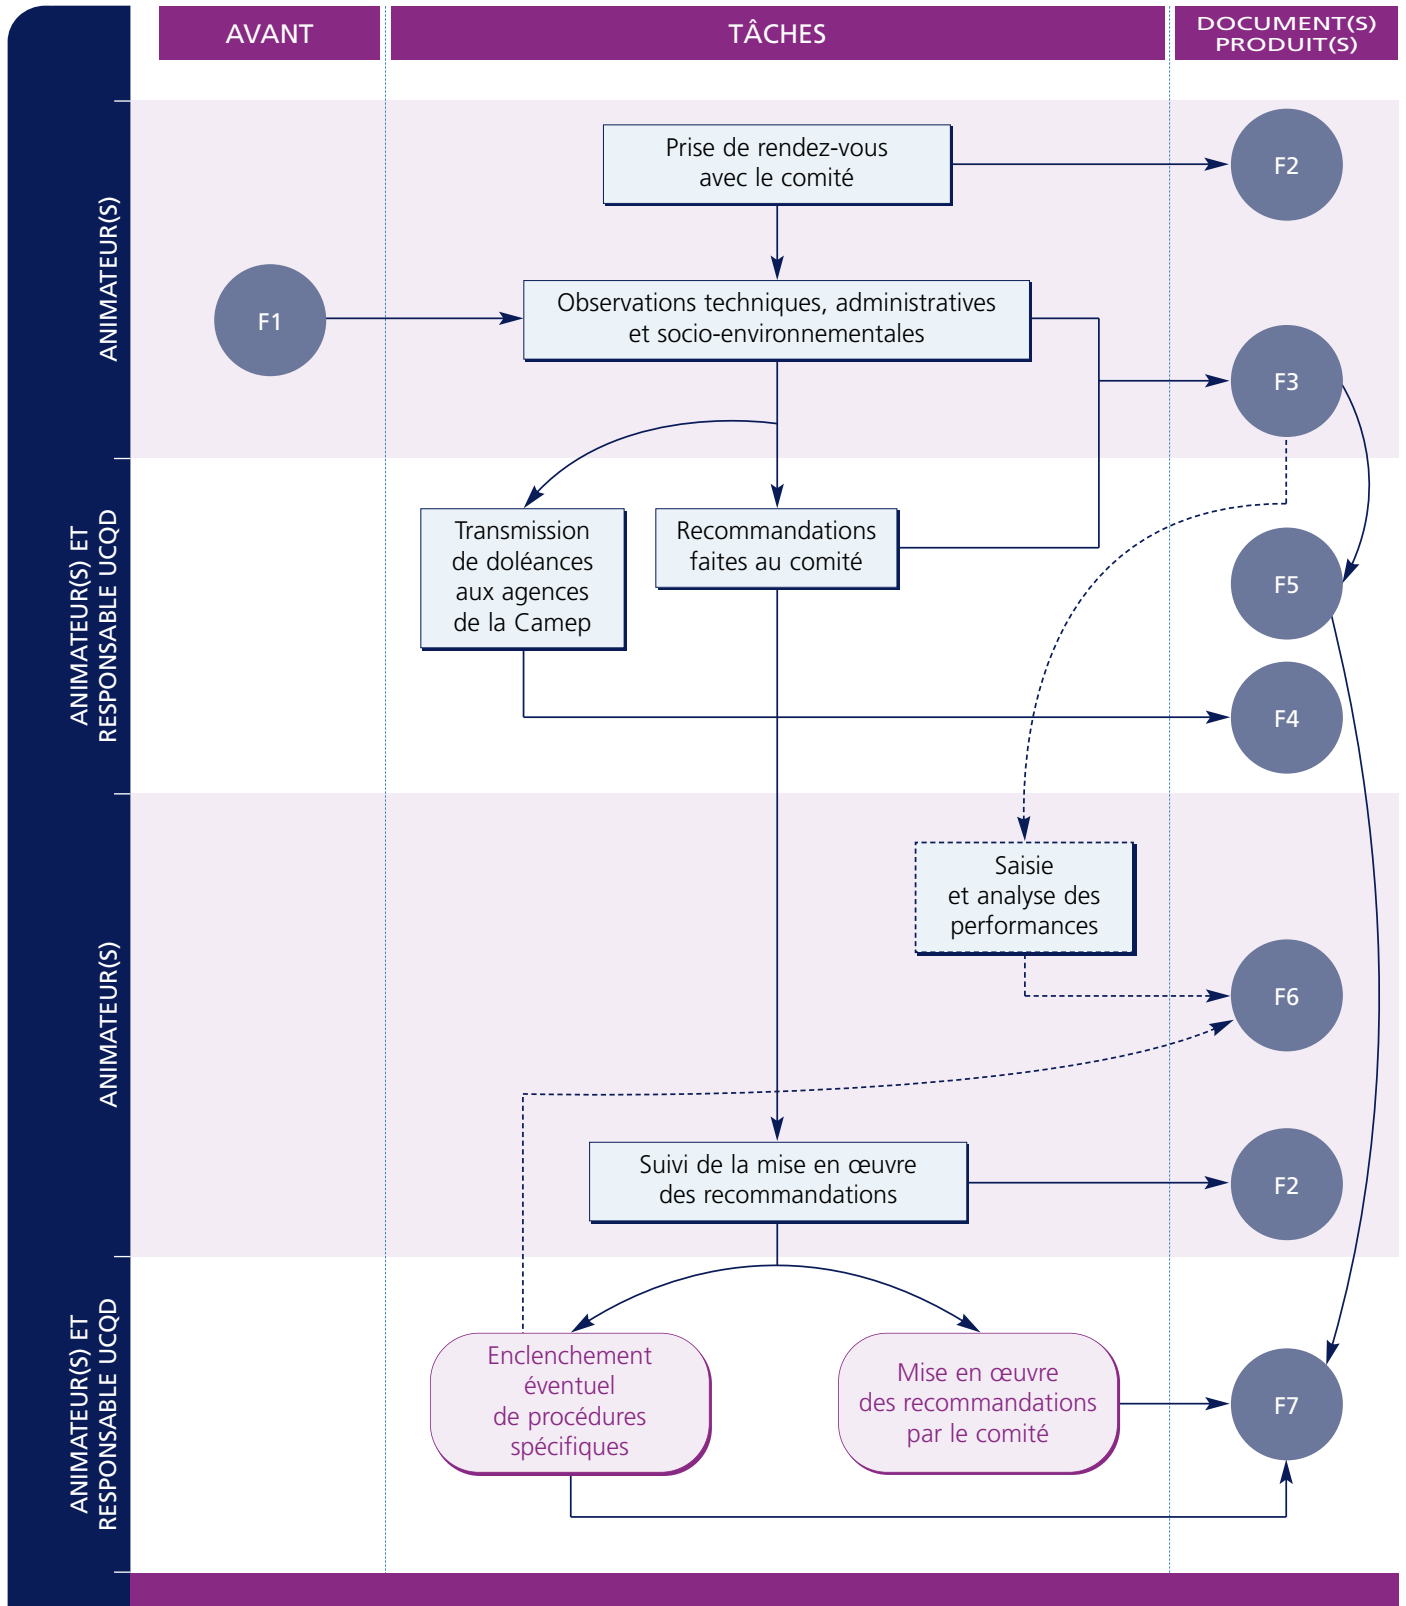 AVANT
TÂCHES
DOCUMENT(S)
PRODUIT(S)
ANIMATEUR(S)
Prise de rendez-vous
avec le comité
F2
F1
Observations techniques, administratives
et socio-environnementales
F3
ANIMATEUR(S) ET
RESPONSABLE UCQD
Transmission
de doléances
aux agences
de la Camep
Recommandations
faites au comité
F5
F4
ANIMATEUR(S)
Saisie
et analyse des
performances
F6
Suivi de la mise en œuvre
des recommandations
F2
ANIMATEUR(S) ET
RESPONSABLE UCQD
Enclenchement
éventuel
de procédures
spécifiques
Mise en œuvre
des recommandations
par le comité
F7